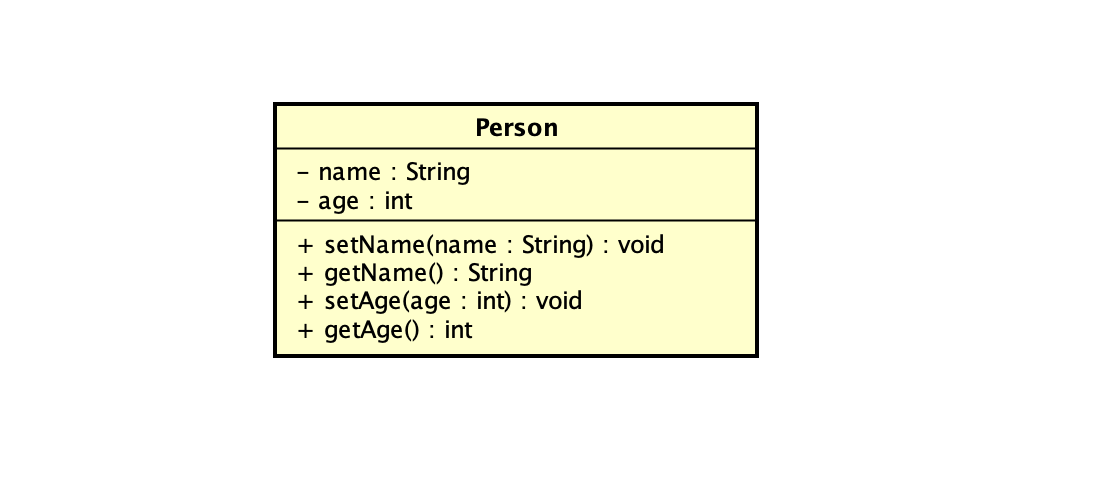 Person
– name : String
– age : int
+ setName(name : String) : void
+ getName() : String
+ setAge(age : int) : void
+ getAge() : int